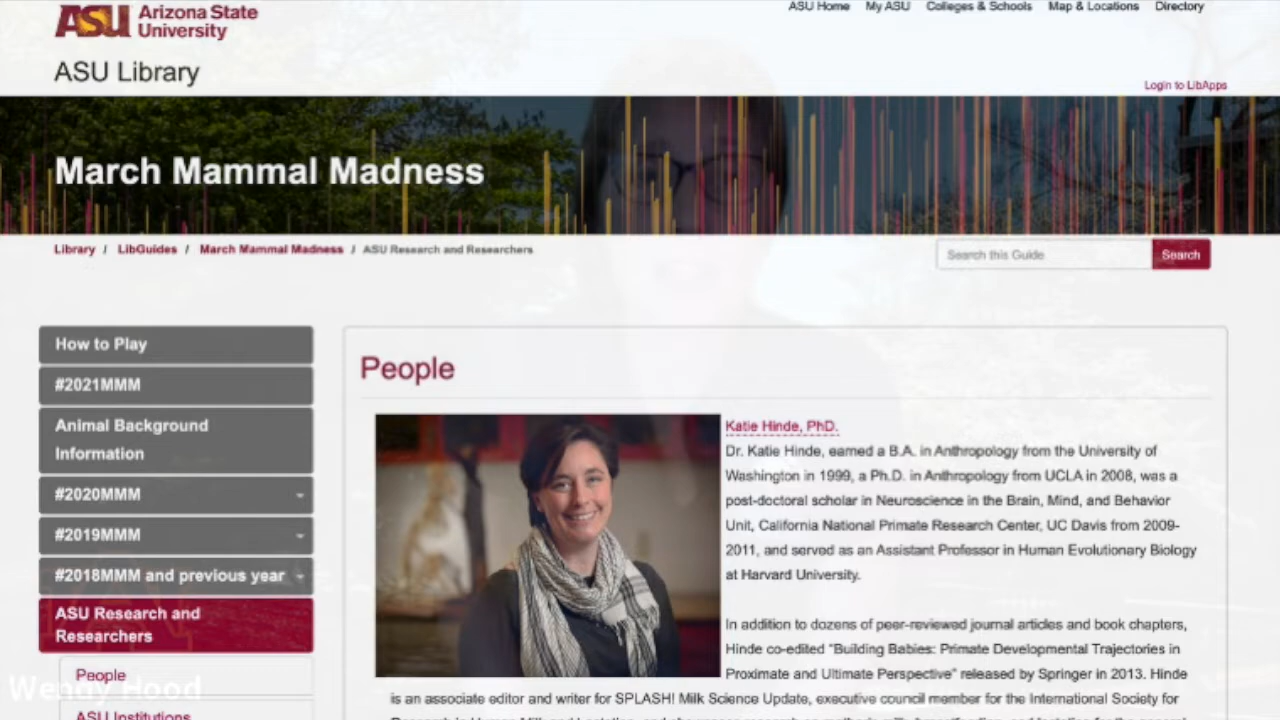 ASU Home My ASU Colleges & Schools Map & Locations Directory
ASU Arizona State
University
ASU Library
Login to LibApps
March Mammal Madness
Library / LibGuides / March Mammal Madness / ASU Research and Researchers
Search this Guide Search
How to Play
#2021MMM
Animal Background
Information
#2020MMM
#2019MMM
#2018MMM and previous year
ASU Research and
Researchers
People
ASU Institutions
Wendy Hood
People
Katie Hinde, PhD.
Dr. Katie Hinde, earned a B.A. in Anthropology from the University of
Washington in 1999, a Ph.D. in Anthropology from UCLA in 2008, was a
post-doctoral scholar in Neuroscience in the Brain, Mind, and Behavior
Unit, California National Primate Research Center, UC Davis from 2009-
2011, and served as an Assistant Professor in Human Evolutionary Biology
at Harvard University.
In addition to dozens of peer-reviewed journal articles and book chapters,
Hinde co-edited "Building Babies: Primate Developmental Trajectories in
Proximate and Ultimate Perspective" released by Springer in 2013. Hinde
is an associate editor and writer for SPLASH! Milk Science Update, executive council member for the International Society for